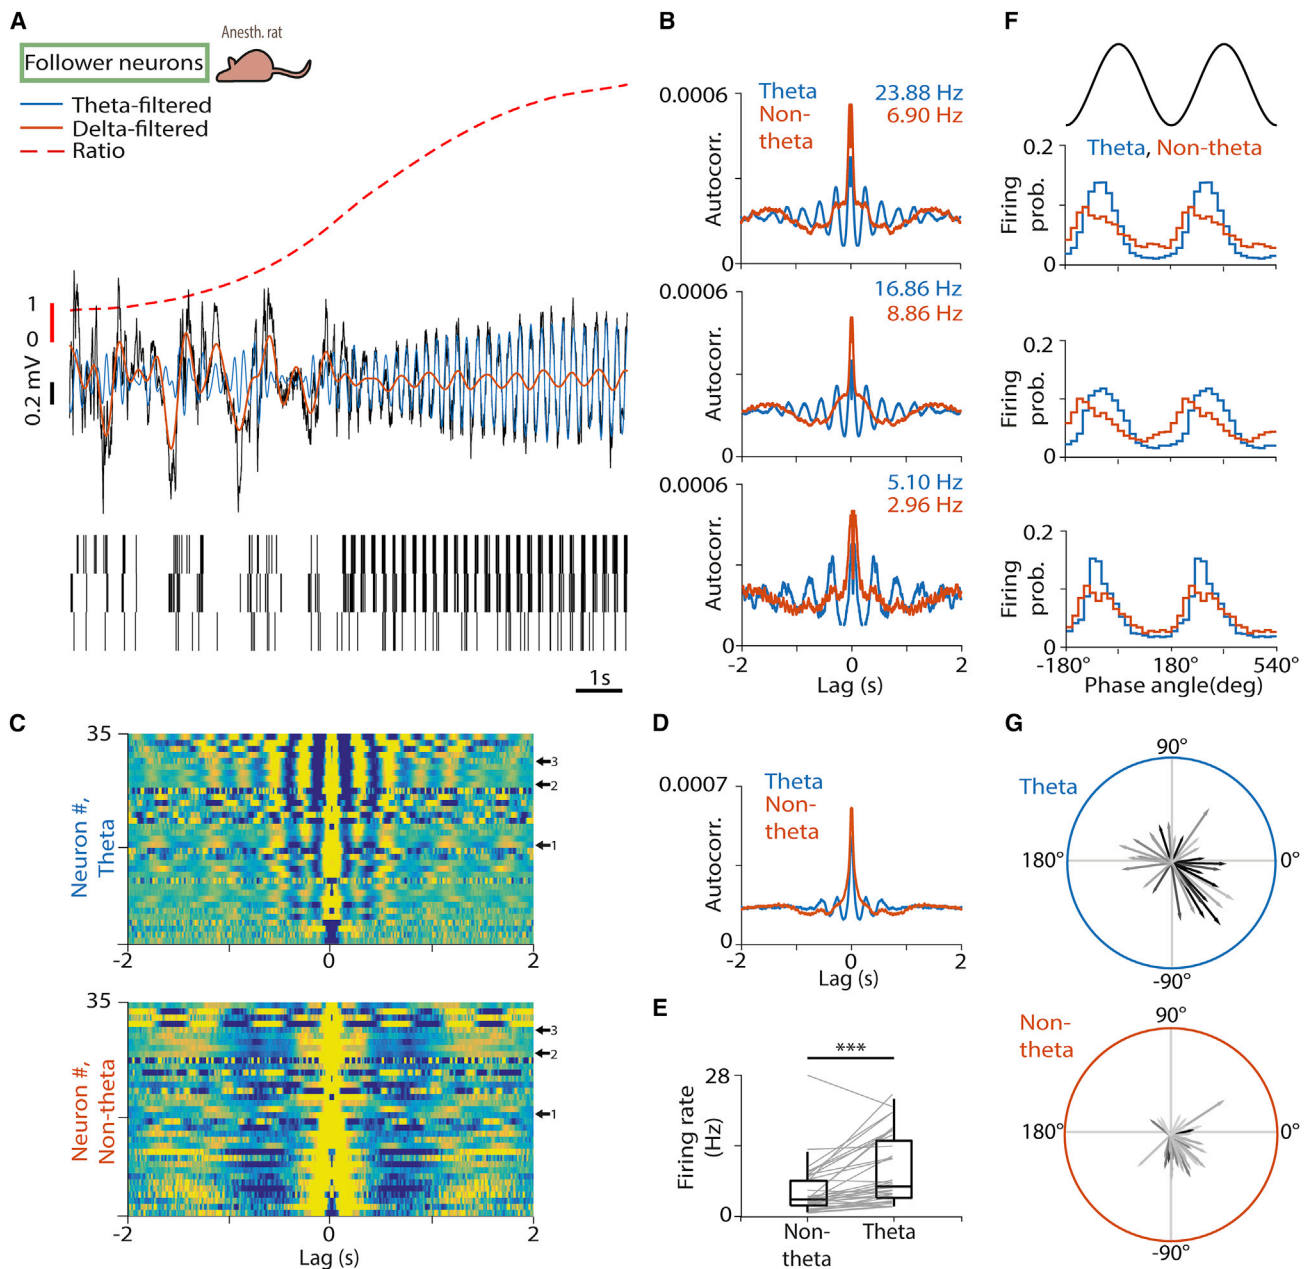 A
Anesth. rat
Follower neurons
Theta-filtered
Delta-filtered
Ratio
1
0
0.2 mV
1s
B
Theta
Non-
theta
23.88 Hz
6.90 Hz
0.0006
Autocorr.
0
-2
0
2
0.0006
16.86 Hz
8.86 Hz
Autocorr.
0
0.0006
5.10 Hz
2.96 Hz
Autocorr.
0
-2
0
2
Lag (s)
F
Theta, Non-theta
0.2
Firing
prob.
0
0.2
Firing
prob.
0
0.2
Firing
prob.
0
-180°
180°
540°
Phase angle(deg)
C
35
Neuron #,
Theta
3
2
1
-2
0
2
35
Neuron #,
Non-theta
3
2
1
-2
0
2
Lag (s)
D
Theta
Non-
theta
0.0007
Autocorr.
0
-2
0
2
Lag (s)
E
***
28
Firing rate
(Hz)
0
Non-
theta
Theta
G
Theta
90°
180°
0°
-90°
Non-
theta
90°
180°
0°
-90°